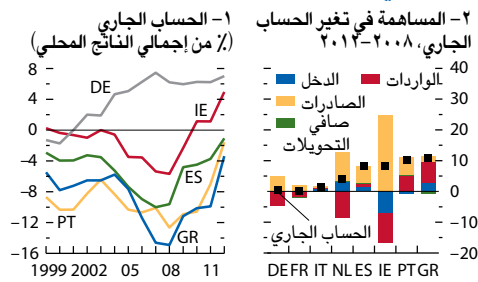 ١– الحساب الجاري
(٪ من إجمالي الناتج المحلي)
8
4
0
–4
–8
–12
–16
DE
IE
ES
PT
GR
1999 2002 05 08 11
٢– المساهمة في تغير الحساب
الجاري، ٢٠٠٨–٢٠١٢
الدخل
الواردات
الصادرات
صافي
التحويلات
الحساب الجاري
40
30
20
10
0
–10
–20
DE FR IT NL ES IE PT GR